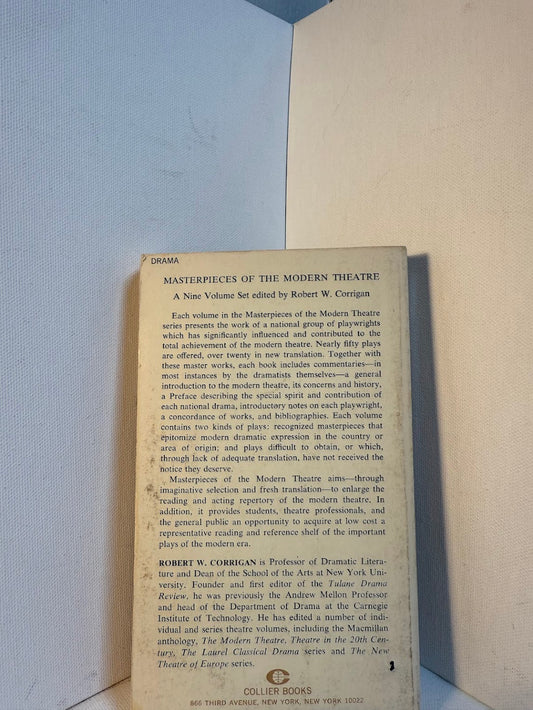 DRAMA
MASTERPIECES OF THE MODERN THEATRE
A Nine Volume Set edited by Robert W. Corrigan
Each volume in the Masterpieces of the Modern Theatre
series presents the work of a national group of playwrights
which has significantly influenced and contributed to the
total achievement of the modern theatre. Nearly fifty plays
are offered, over twenty in new translation. Together with
these master works, each book includes commentaries—in
most instances by the dramatists themselves—a general
introduction to the modern theatre, its concerns and history,
a Preface describing the special spirit and contribution of
each national drama, introductory notes on each playwright,
a concordance of works, and bibliographies. Each volume
contains two kinds of plays: recognized masterpieces that
epitomize modern dramatic expression in the country or
area of origin; and plays difficult to obtain, or which,
through lack of adequate translation, have not received the
notice they deserve.
Masterpieces of the Modern Theatre aims—through
imaginative selection and fresh translation—to enlarge the
reading and acting repertory of the modern theatre. In
addition, it provides students, theatre professionals, and
the general public an opportunity to acquire at low cost a
representative reading and reference shelf of the important
plays of the modern era.
ROBERT W. CORRIGAN is Professor of Dramatic Litera-
ture and Dean of the School of the Arts at New York Uni-
versity. Founder and first editor of the Tulane Drama
Review, he was previously the Andrew Mellon Professor
and head of the Department of Drama at the Carnegie
Institute of Technology. He has edited a number of indi-
vidual and series theatre volumes, including the Macmillan
anthology, The Modern Theatre, Theatre in the 20th Cen-
tury, The Laurel Classical Drama series and The New
Theatre of Europe series.
COLLIER BOOKS
866 THIRD AVENUE, NEW YORK, NEW YORK 10022